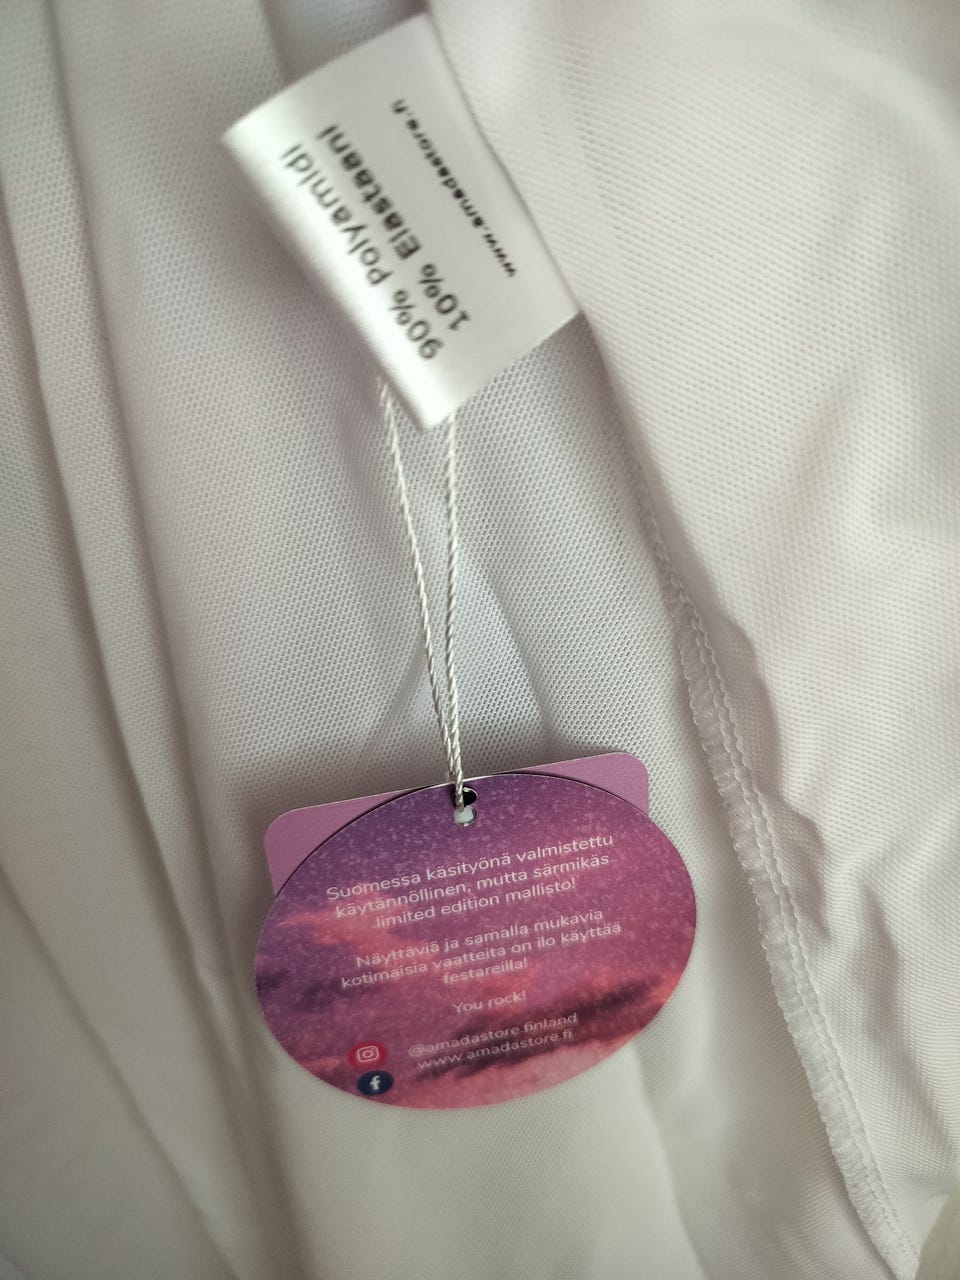 90% Polyamidi
10% Elastaani
www.amadastore.fi
Suomessa käsityönä valmistettu
käytännöllinen, mutta särmikäs
limited edition mallisto!
Näyttäviä ja samalla mukavia
kotimaisia vaatteita on ilo käyttää
festareilla!
You rock!
@amadastore.finland
www.amadastore.fi